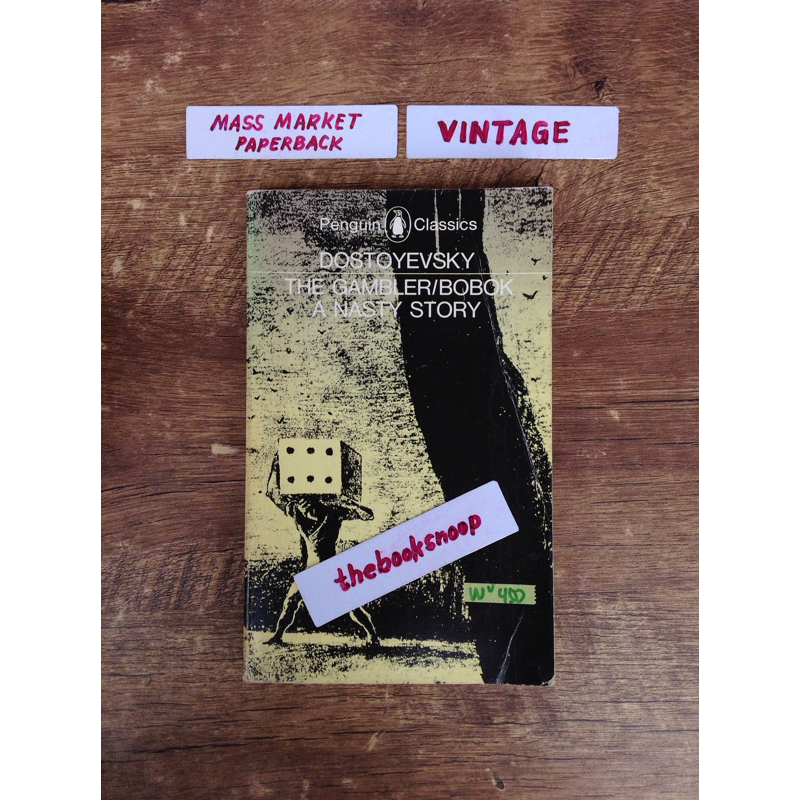 MASS MARKET
PAPERBACK
VINTAGE
Penguin Classics
DOSTOYEVSKY
THE GAMBLER/BOBOK
A NASTY STORY
thebooksnoop